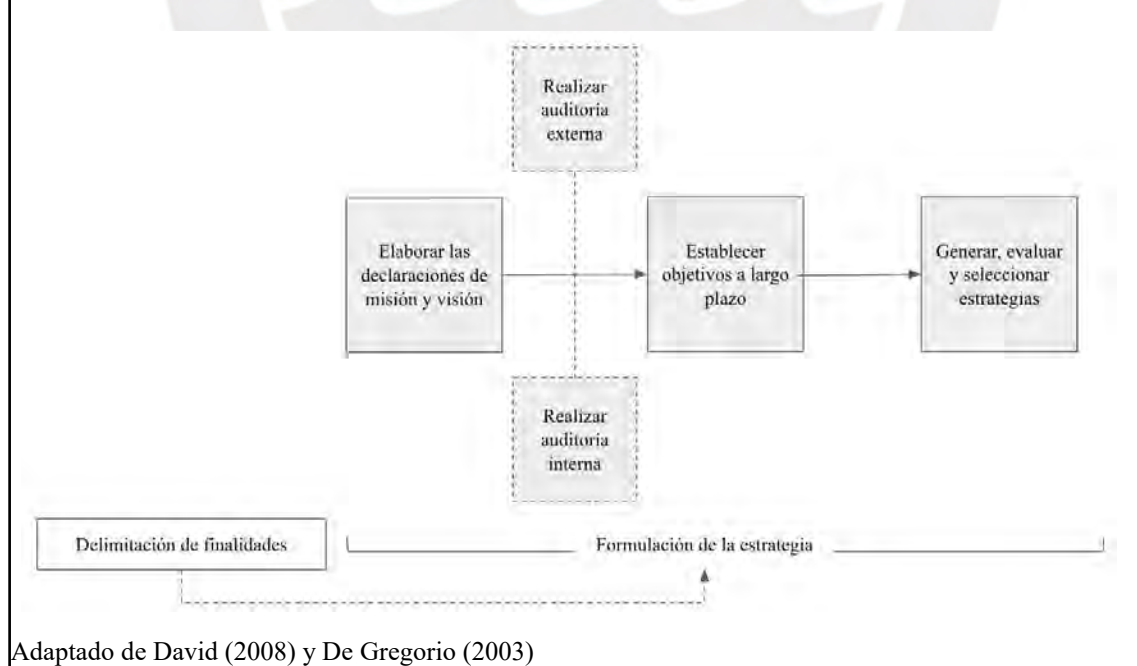 Realizar
auditoría
externa
Elaborar las
declaraciones de
misión y visión
Establecer
objetivos a largo
plazo
Generar, evaluar
y seleccionar
estrategias
Realizar
auditoría
interna
Delimitación de finalidades
Formulación de la estrategia
Adaptado de David (2008) y De Gregorio (2003)